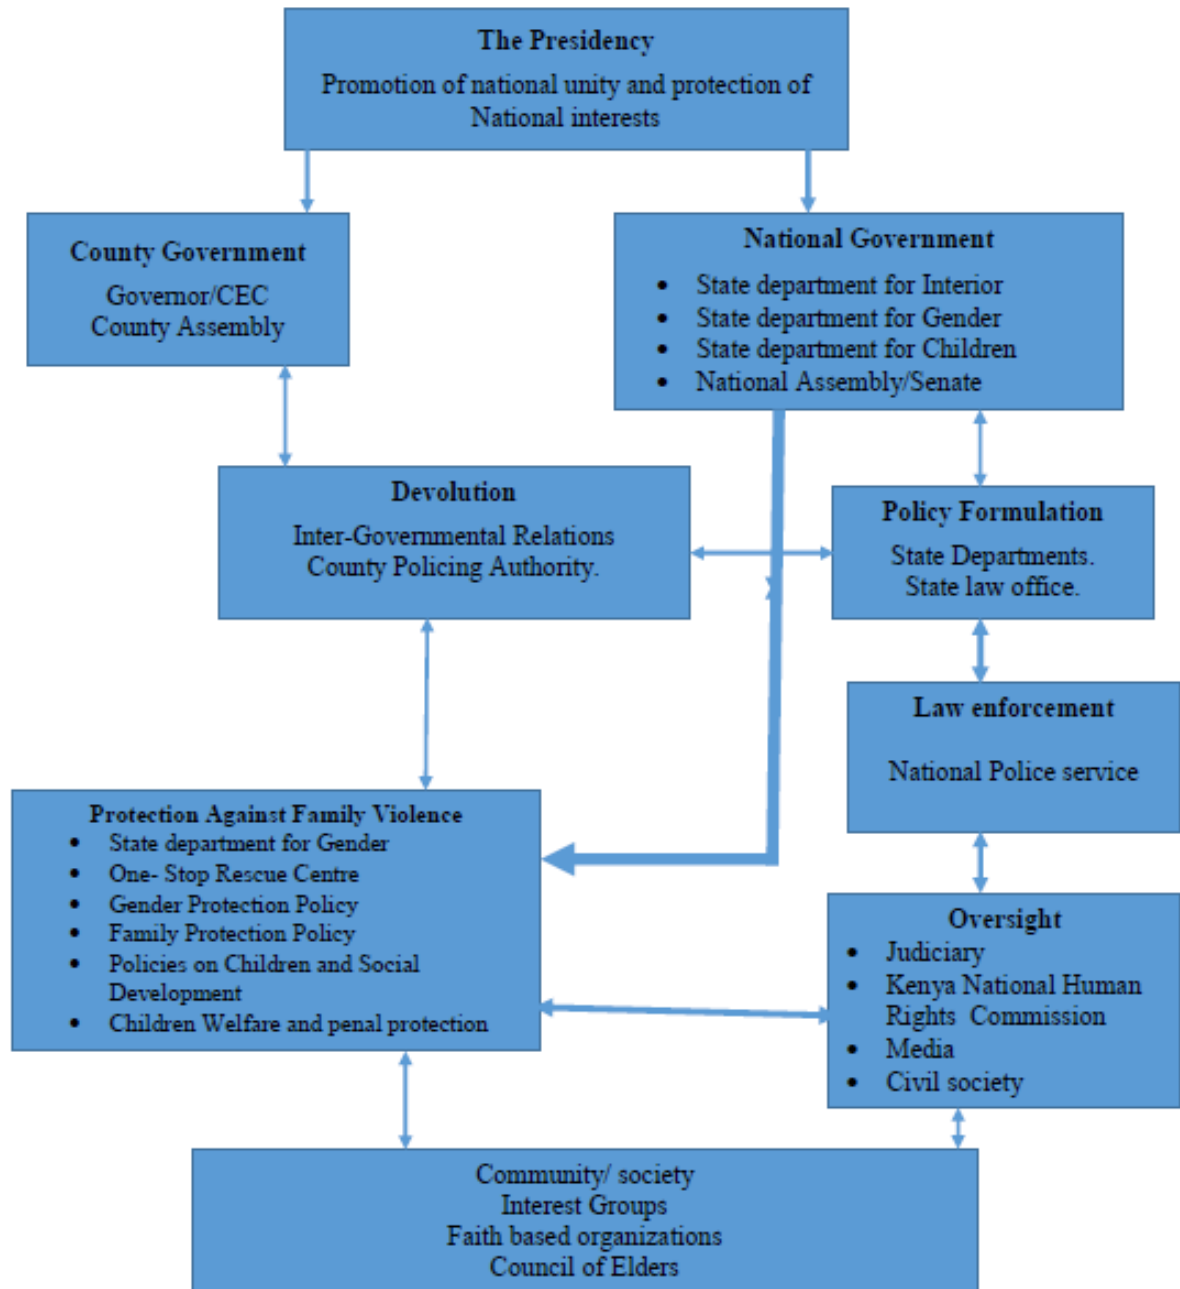 The Presidency
Promotion of national unity and protection of
National interests
County Government
Governor/CEC
County Assembly
National Government
• State department for Interior
• State department for Gender
• State department for Children
• National Assembly/Senate
Devolution
Inter-Governmental Relations
County Policing Authority.
Policy Formulation
State Departments.
State law office.
Law enforcement
National Police service
Protection Against Family Violence
• State department for Gender
• One- Stop Rescue Centre
• Gender Protection Policy
• Family Protection Policy
• Policies on Children and Social
Development
• Children Welfare and penal protection
Oversight
• Judiciary
• Kenya National Human
Rights Commission
• Media
• Civil society
Community/ society
Interest Groups
Faith based organizations
Council of Elders